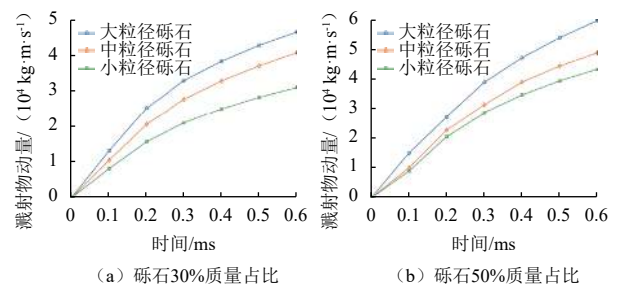 溅射物动量/（10⁴ kg·m·s⁻¹）
5
4
3
2
1
0
大粒径砾石
中粒径砾石
小粒径砾石
0 0.1 0.2 0.3 0.4 0.5 0.6
时间/ms
（a）砾石30%质量占比
溅射物动量/（10⁴ kg·m·s⁻¹）
6
5
4
3
2
1
0
大粒径砾石
中粒径砾石
小粒径砾石
0 0.1 0.2 0.3 0.4 0.5 0.6
时间/ms
（b）砾石50%质量占比